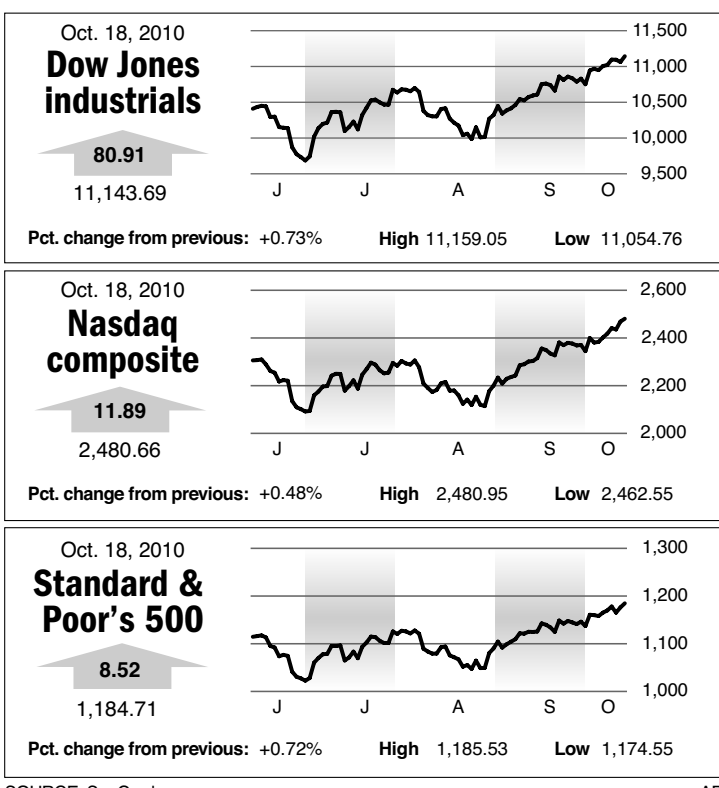 Oct. 18, 2010
Dow Jones
industrials
80.91
11,143.69
11,500
11,000
10,500
10,000
9,500
J J A S O
Pct. change from previous: +0.73% High 11,159.05 Low 11,054.76
Oct. 18, 2010
Nasdaq
composite
11.89
2,480.66
2,600
2,400
2,200
2,000
J J A S O
Pct. change from previous: +0.48% High 2,480.95 Low 2,462.55
Oct. 18, 2010
Standard &
Poor's 500
8.52
1,184.71
1,300
1,200
1,100
1,000
J J A S O
Pct. change from previous: +0.72% High 1,185.53 Low 1,174.55
SOURCE: